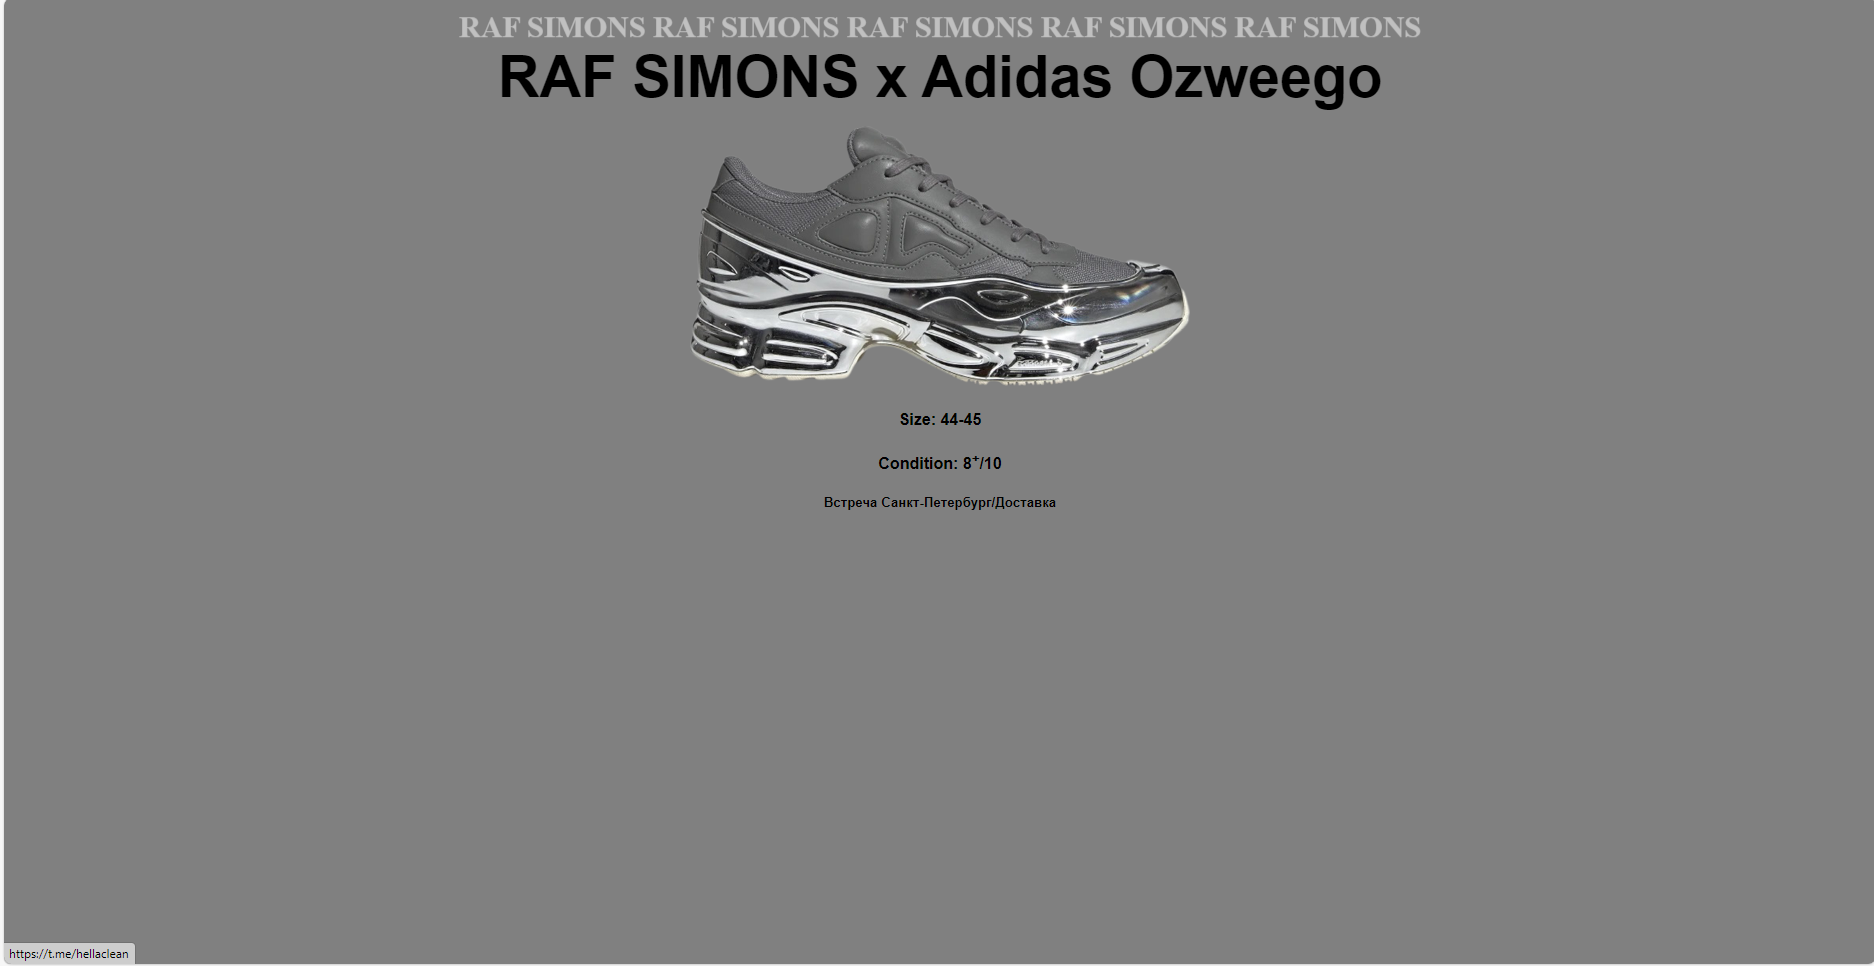 RAF SIMONS RAF SIMONS RAF SIMONS RAF SIMONS RAF SIMONS
RAF SIMONS x Adidas Ozweego
Size: 44-45
Condition: 8⁺/10
Встреча Санкт-Петербург/Доставка
https://t.me/hellaclean